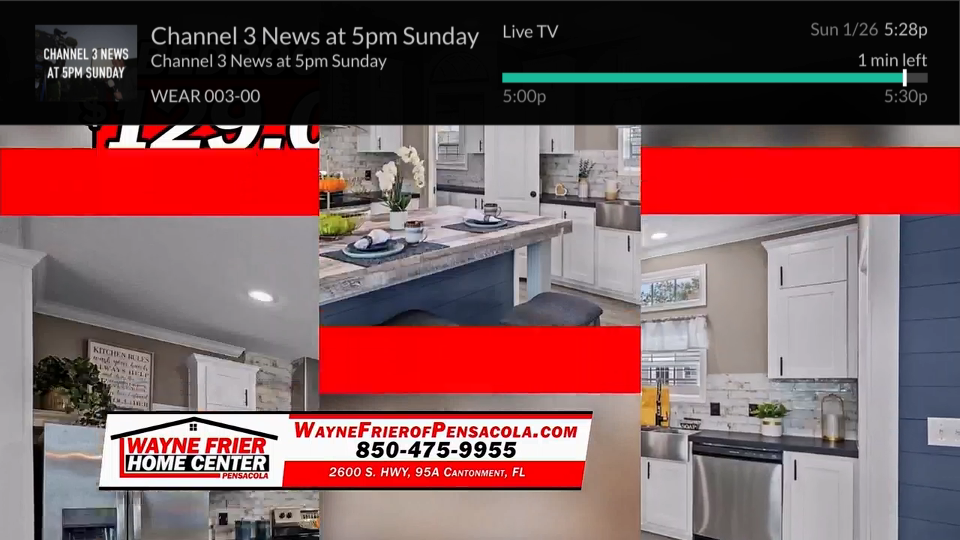 CHANNEL 3 NEWS
AT 5PM SUNDAY
Channel 3 News at 5pm Sunday
Channel 3 News at 5pm Sunday
WEAR 003-00
Live TV
Sun 1/26 5:28p
1 min left
5:00p
5:30p
KITCHEN RULES
WAYNE FRIER
HOME CENTER
PENSACOLA
WAYNEFRIEROFPENSACOLA.COM
850-475-9955
2600 S. HWY, 95A CANTONMENT, FL